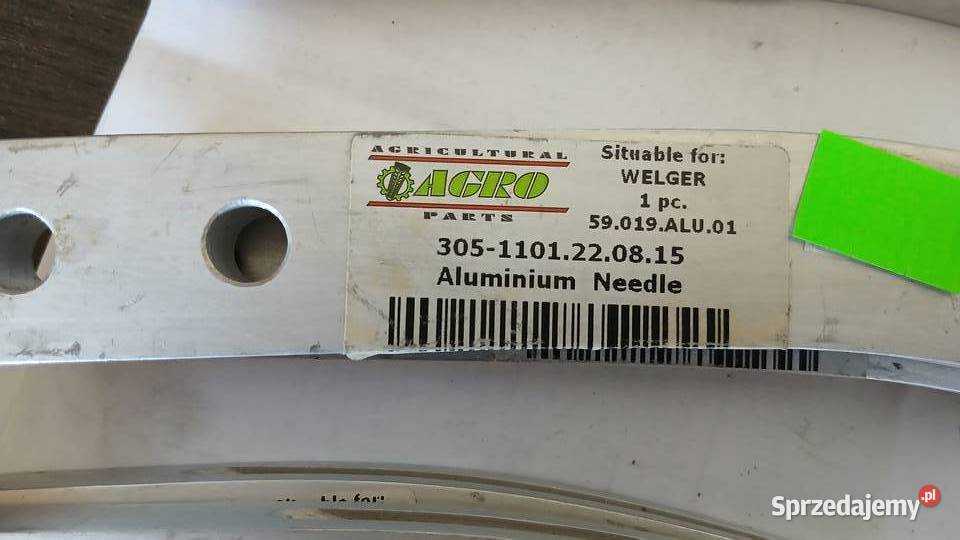 AGRICULTURAL
AGRO
PARTS
Situable for:
WELGER
1 pc.
59.019.ALU.01
305-1101.22.08.15
Aluminium Needle
for:
Sprzedajemy.pl